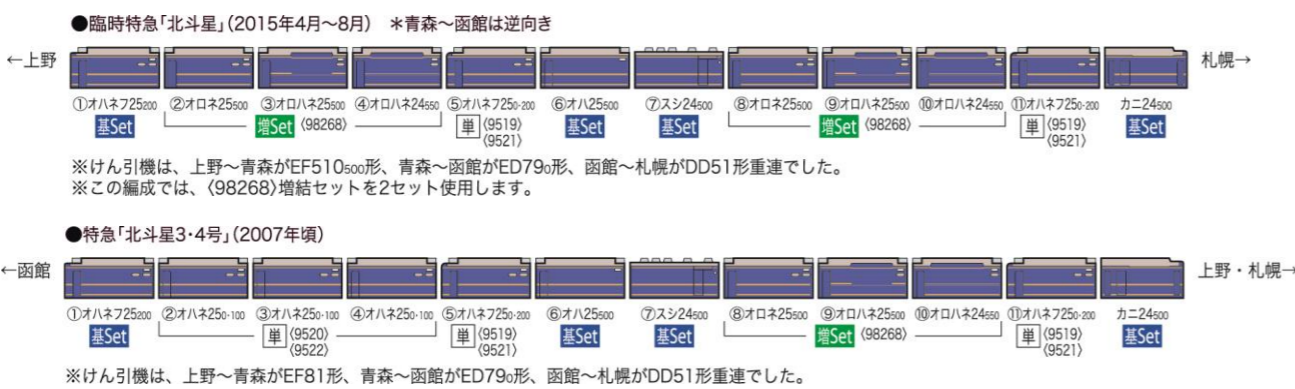 ●臨時特急「北斗星」(2015年4月〜8月) *青森〜函館は逆向き
←上野 札幌→
①オハネフ25200 ②オロネ25500 ③オロハネ25500 ④オロハネ24550 ⑤オハネフ250･200 ⑥オハ25500 ⑦スシ24500 ⑧オロネ25500 ⑨オロハネ25500 ⑩オロハネ24550 ⑪オハネフ250･200 カニ24500
基Set 増Set 〈98268〉 単 〈9519〉 基Set 基Set 増Set 〈98268〉 単 〈9519〉 基Set
〈9521〉 〈9521〉
※けん引機は、上野〜青森がEF510500形、青森〜函館がED790形、函館〜札幌がDD51形重連でした。
※この編成では、〈98268〉増結セットを2セット使用します。
●特急「北斗星3･4号」(2007年頃)
←函館 上野・札幌→
①オハネフ25200 ②オハネ250･100 ③オハネ250･100 ④オハネ250･100 ⑤オハネフ250･200 ⑥オハ25500 ⑦スシ24500 ⑧オロネ25500 ⑨オロハネ25500 ⑩オロハネ24550 ⑪オハネフ250･200 カニ24500
基Set 単 〈9520〉 単 〈9519〉 基Set 基Set 増Set 〈98268〉 単 〈9519〉 基Set
〈9522〉 〈9521〉 〈9521〉
※けん引機は、上野〜青森がEF81形、青森〜函館がED790形、函館〜札幌がDD51形重連でした。